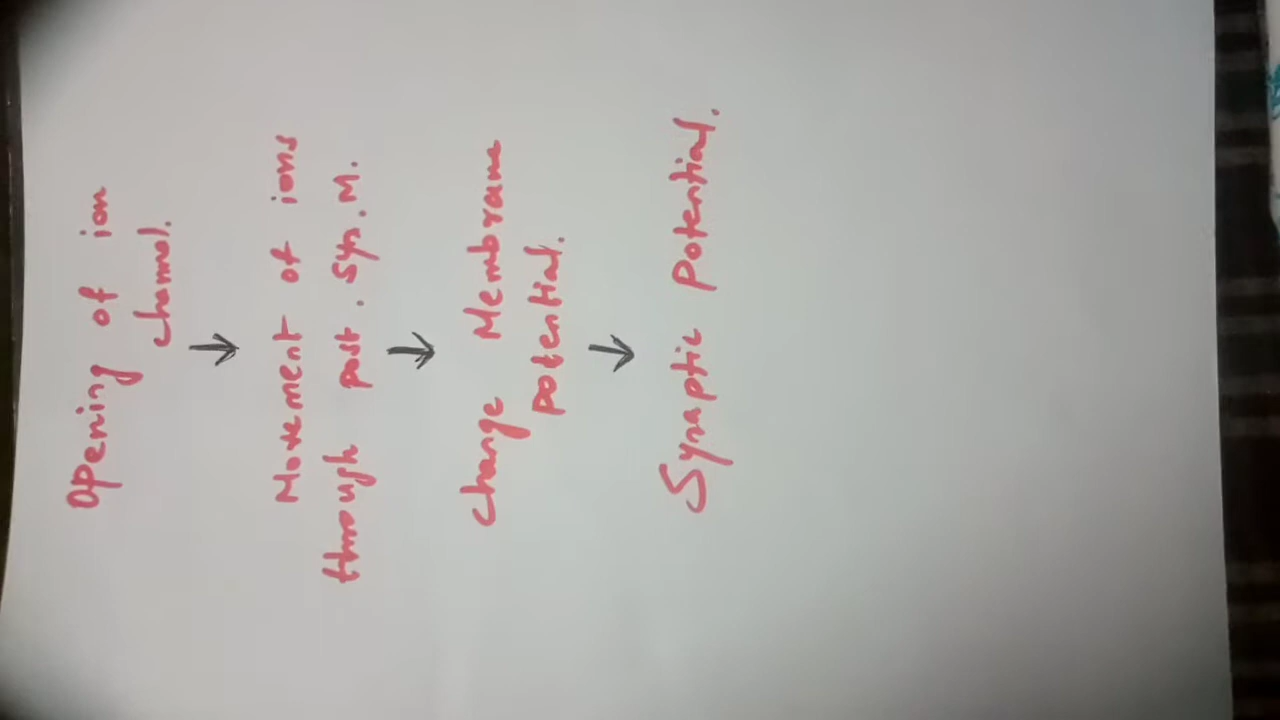 Opening of ion
channel.
↓
Movement of ions
through post. Syn. M.
↓
change Membrane
potential.
↓
Synaptic Potential.